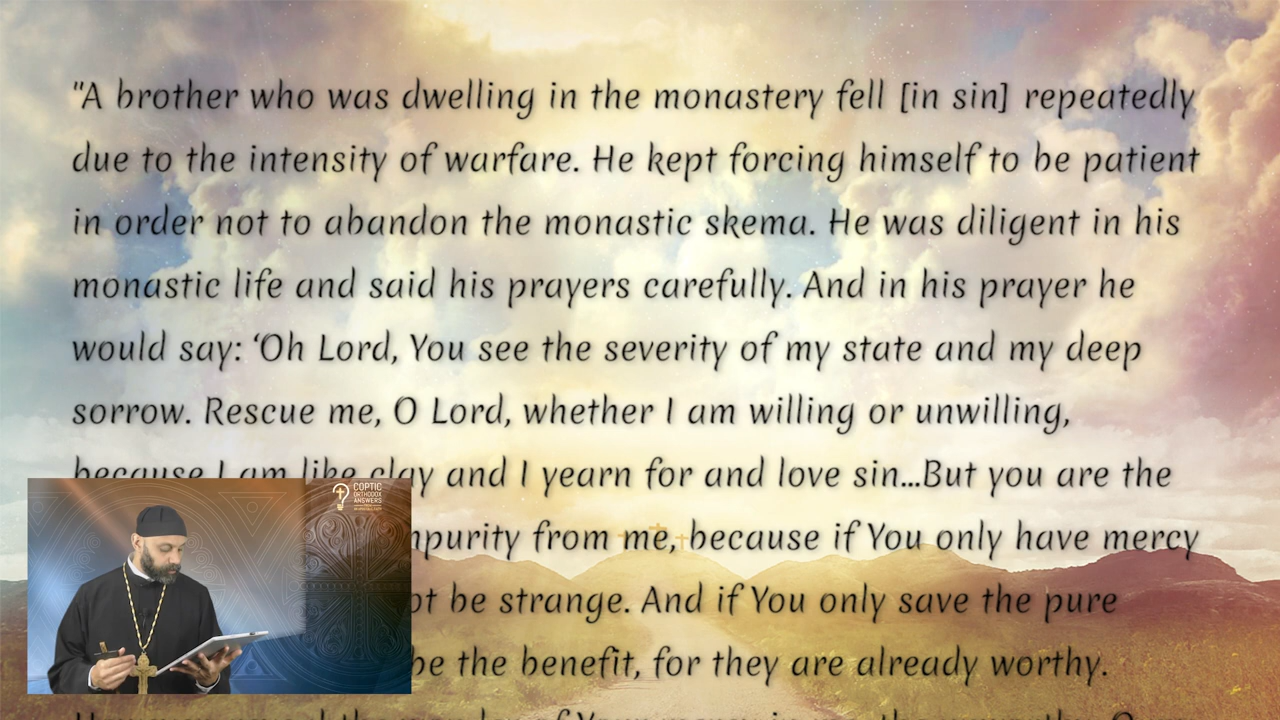 "A brother who was dwelling in the monastery fell [in sin] repeatedly
due to the intensity of warfare. He kept forcing himself to be patient
in order not to abandon the monastic skema. He was diligent in his
monastic life and said his prayers carefully. And in his prayer he
would say: ‘Oh Lord, You see the severity of my state and my deep
sorrow. Rescue me, O Lord, whether I am willing or unwilling,
because I am like clay and I yearn for and love sin...But you are the
from me, because if You only have mercy
be strange. And if You only save the pure
be the benefit, for they are already worthy.
COPTIC
ORTHODOX
ANSWERS